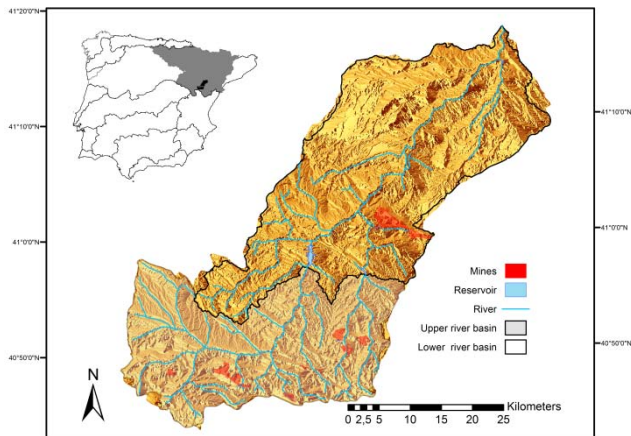 41°20'0"N
41°10'0"N
41°0'0"N
40°50'0"N
41°10'0"N
41°0'0"N
40°50'0"N
Mines
Reservoir
River
Upper river basin
Lower river basin
N
Kilometers
0 2,5 5 10 15 20 25